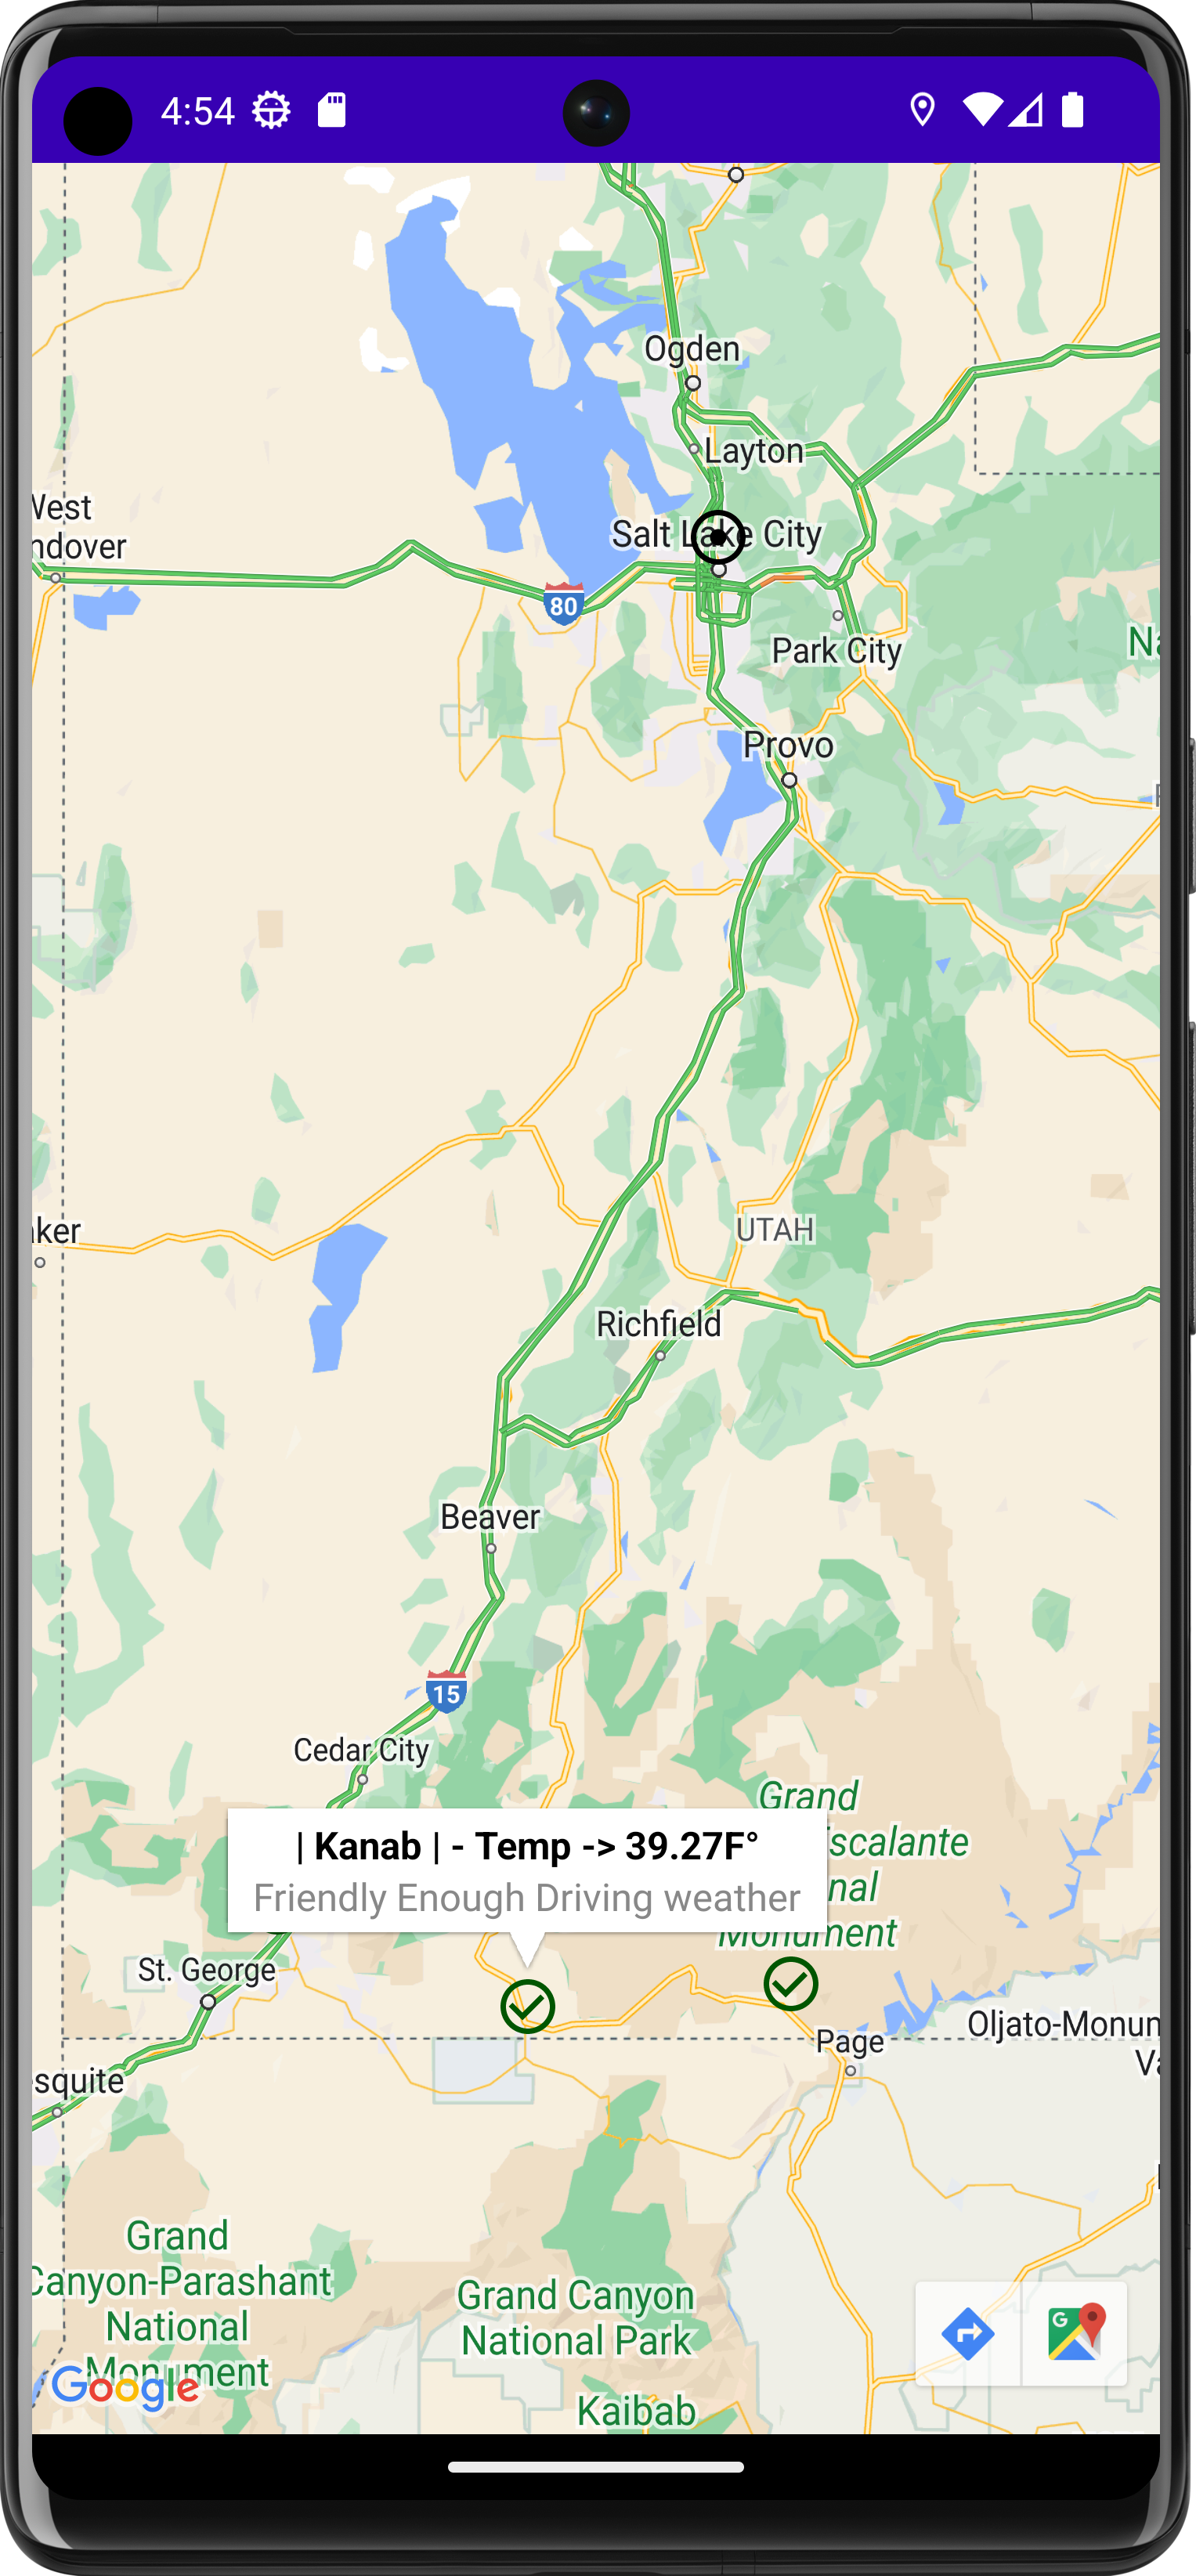 4:54
Ogden
Layton
West
ndover
Salt Lake City
80
Park City
Na
Provo
ker
UTAH
Richfield
Beaver
15
Cedar City
Grand
scalante
nal
Monument
| Kanab | - Temp -> 39.27F°
Friendly Enough Driving weather
St. George
Page
Oljato-Monun
Va
squite
Grand
Canyon-Parashant
National
Monument
Grand Canyon
National Park
Kaibab
Google
G